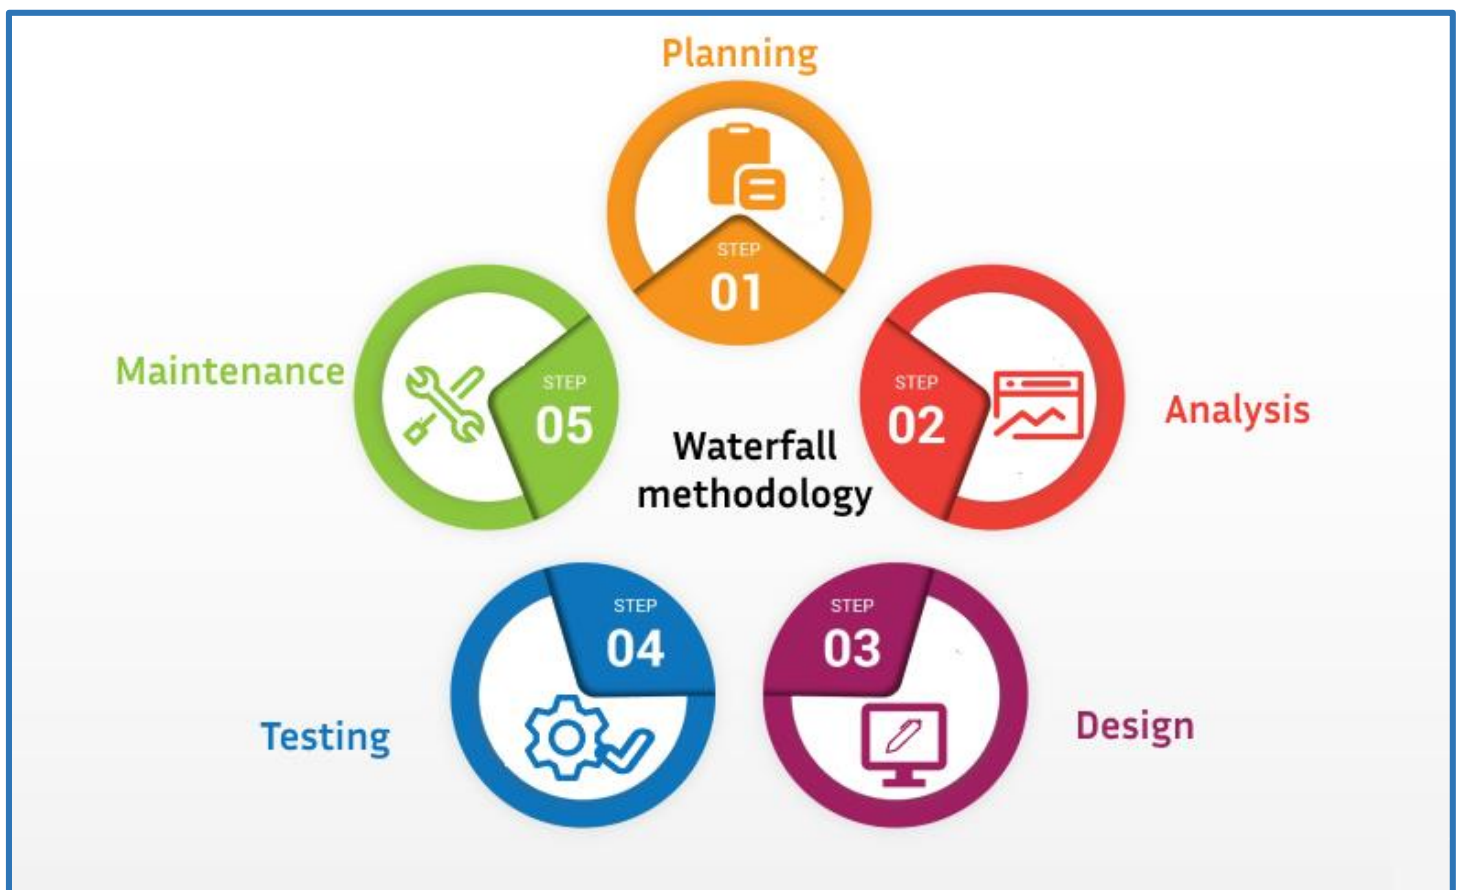 Planning
STEP
01
Maintenance
STEP
05
STEP
02
Analysis
Waterfall
methodology
STEP
04
STEP
03
Testing
Design